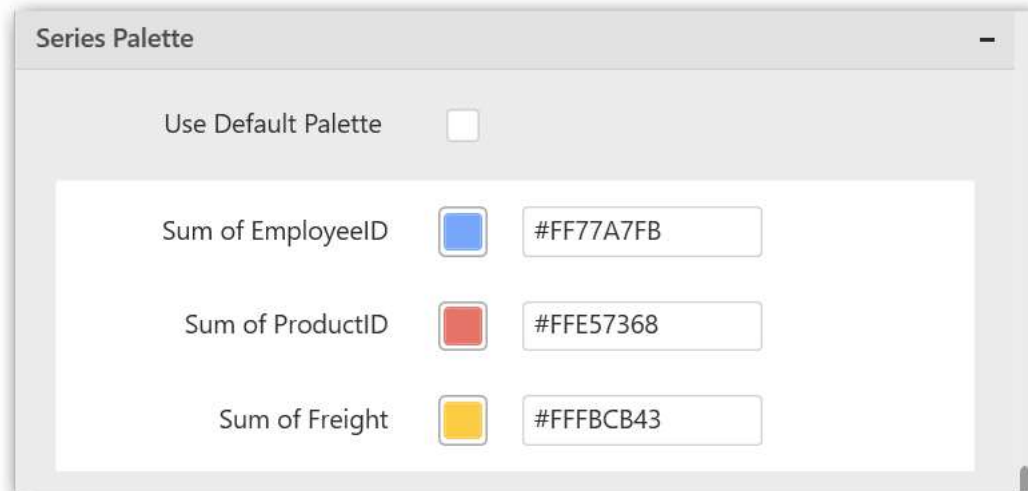 Series Palette
Use Default Palette
Sum of EmployeeID #FF77A7FB
Sum of ProductID #FFE57368
Sum of Freight #FFFBCB43